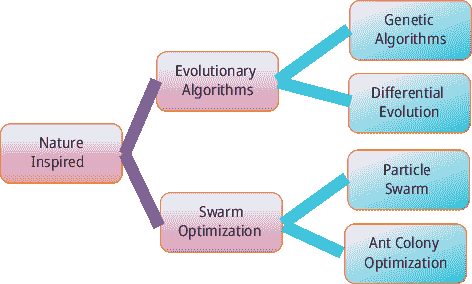 Nature
Inspired
Evolutionary
Algorithms
Genetic
Algorithms
Differential
Evolution
Swarm
Optimization
Particle
Swarm
Ant Colony
Optimization